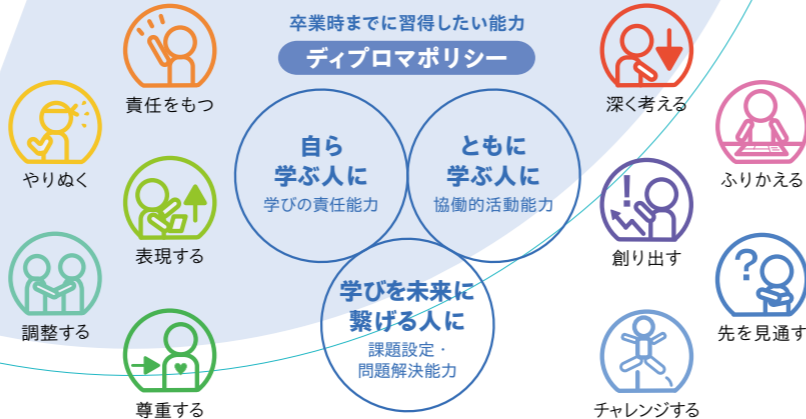 卒業時までに習得したい能力
ディプロマポリシー
責任をもつ
やりぬく
表現する
調整する
尊重する
自ら
学ぶ人に
学びの責任能力
ともに
学ぶ人に
協働的活動能力
学びを未来に
繋げる人に
課題設定・
問題解決能力
深く考える
ふりかえる
!
創り出す
?
先を見通す
チャレンジする